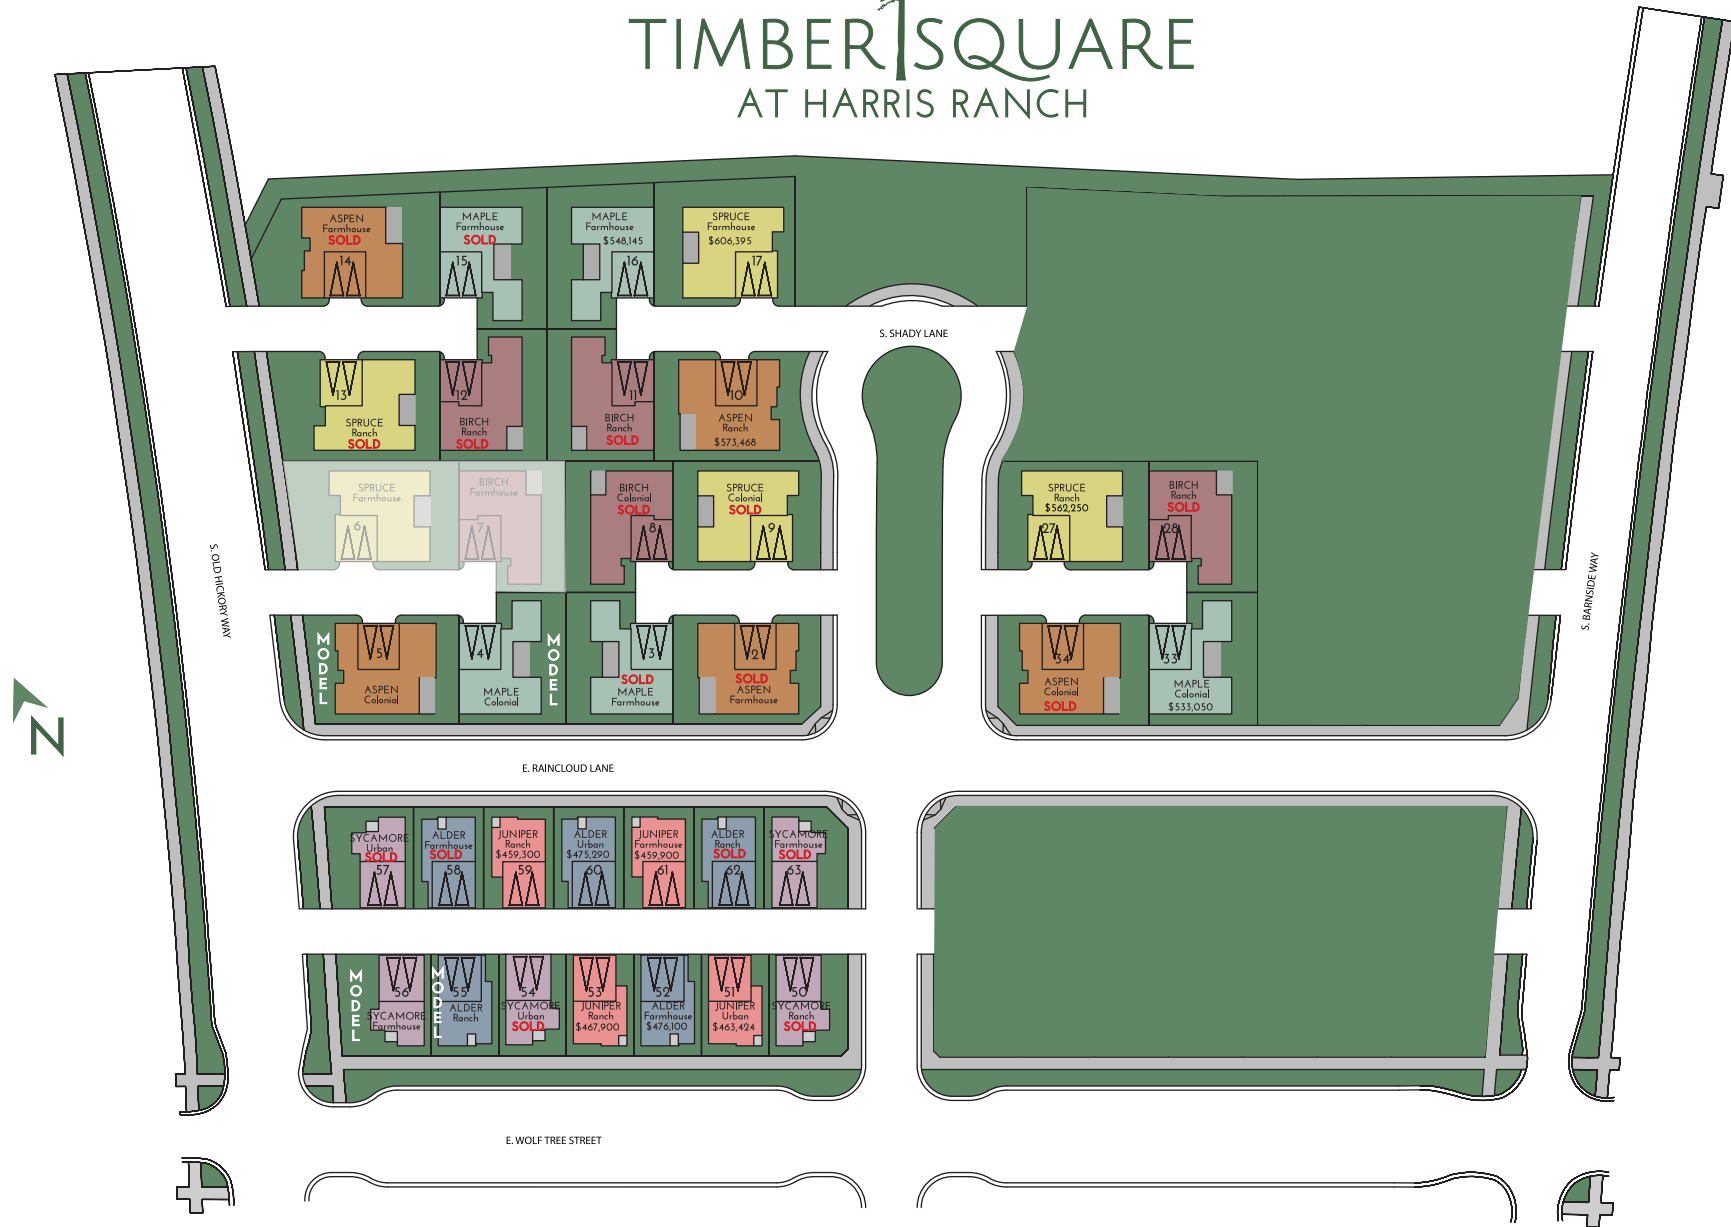 TIMBER SQUARE
AT HARRIS RANCH
ASPEN
Farmhouse
SOLD
14
MAPLE
Farmhouse
SOLD
15
MAPLE
Farmhouse
$548,145
16
SPRUCE
Farmhouse
$606,395
17
S. SHADY LANE
13
SPRUCE
Ranch
SOLD
12
BIRCH
Ranch
SOLD
11
BIRCH
Ranch
SOLD
10
ASPEN
Ranch
$573,468
SPRUCE
Farmhouse
6
BIRCH
Farmhouse
7
BIRCH
Colonial
SOLD
8
SPRUCE
Colonial
SOLD
9
SPRUCE
Ranch
$562,250
27
BIRCH
Ranch
SOLD
28
S. OLD HICKORY WAY
S. BARNSIDE WAY
MODEL
5
ASPEN
Colonial
4
MAPLE
Colonial
MODEL
3
SOLD
MAPLE
Farmhouse
2
SOLD
ASPEN
Farmhouse
34
ASPEN
Colonial
SOLD
33
MAPLE
Colonial
$533,050
N
E. RAINCLOUD LANE
SYCAMORE
Urban
SOLD
57
ALDER
Farmhouse
SOLD
58
JUNIPER
Ranch
$459,300
59
ALDER
Urban
$475,290
60
JUNIPER
Farmhouse
$459,900
61
ALDER
Ranch
SOLD
62
SYCAMORE
Farmhouse
SOLD
63
MODEL
56
SYCAMORE
Farmhouse
MODEL
55
ALDER
Ranch
54
SYCAMORE
Urban
SOLD
53
JUNIPER
Ranch
$467,900
52
ALDER
Farmhouse
$476,100
51
JUNIPER
Urban
$463,424
50
SYCAMORE
Ranch
SOLD
E. WOLF TREE STREET